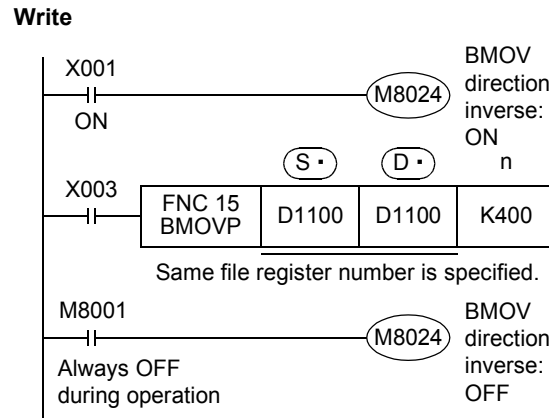 Write
X001
ON
M8024
BMOV
direction
inverse:
ON
S・
D・
n
X003
FNC 15
BMOVP
D1100
D1100
K400
Same file register number is specified.
M8001
Always OFF
during operation
M8024
BMOV
direction
inverse:
OFF